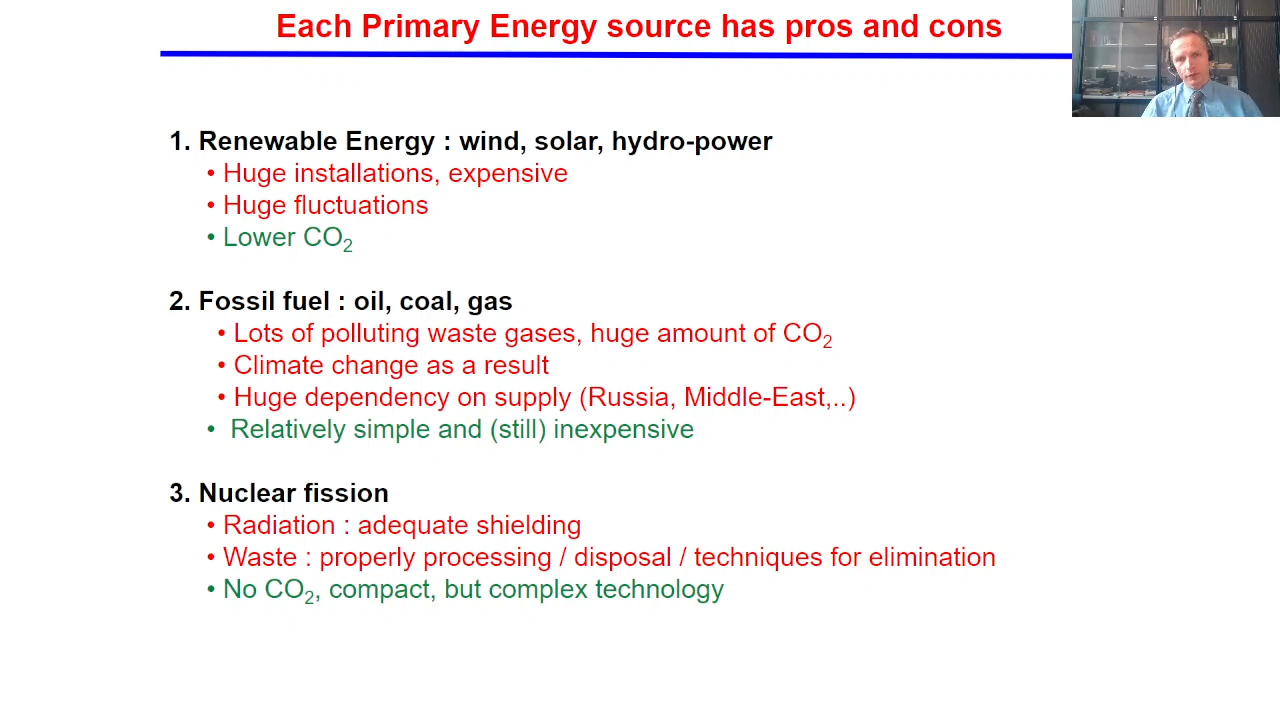 Each Primary Energy source has pros and cons
1. Renewable Energy : wind, solar, hydro-power
• Huge installations, expensive
• Huge fluctuations
• Lower CO₂
2. Fossil fuel : oil, coal, gas
• Lots of polluting waste gases, huge amount of CO₂
• Climate change as a result
• Huge dependency on supply (Russia, Middle-East,..)
• Relatively simple and (still) inexpensive
3. Nuclear fission
• Radiation : adequate shielding
• Waste : properly processing / disposal / techniques for elimination
• No CO₂, compact, but complex technology